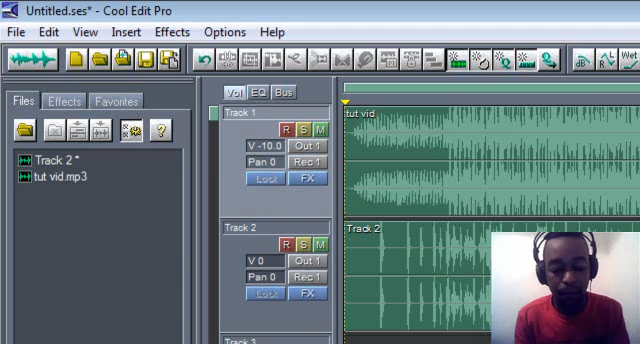 Untitled.ses* - Cool Edit Pro
File Edit View Insert Effects Options Help
dB L R Wet
Files Effects Favorites
Vol EQ Bus
Track 1
R S M
V -10.0 Out 1
Pan 0 Rec 1
Lock FX
tut vid
Track 2 *
tut vid.mp3
Track 2
R S M
V 0 Out 1
Pan 0 Rec 1
Lock FX
Track 2
Track 3